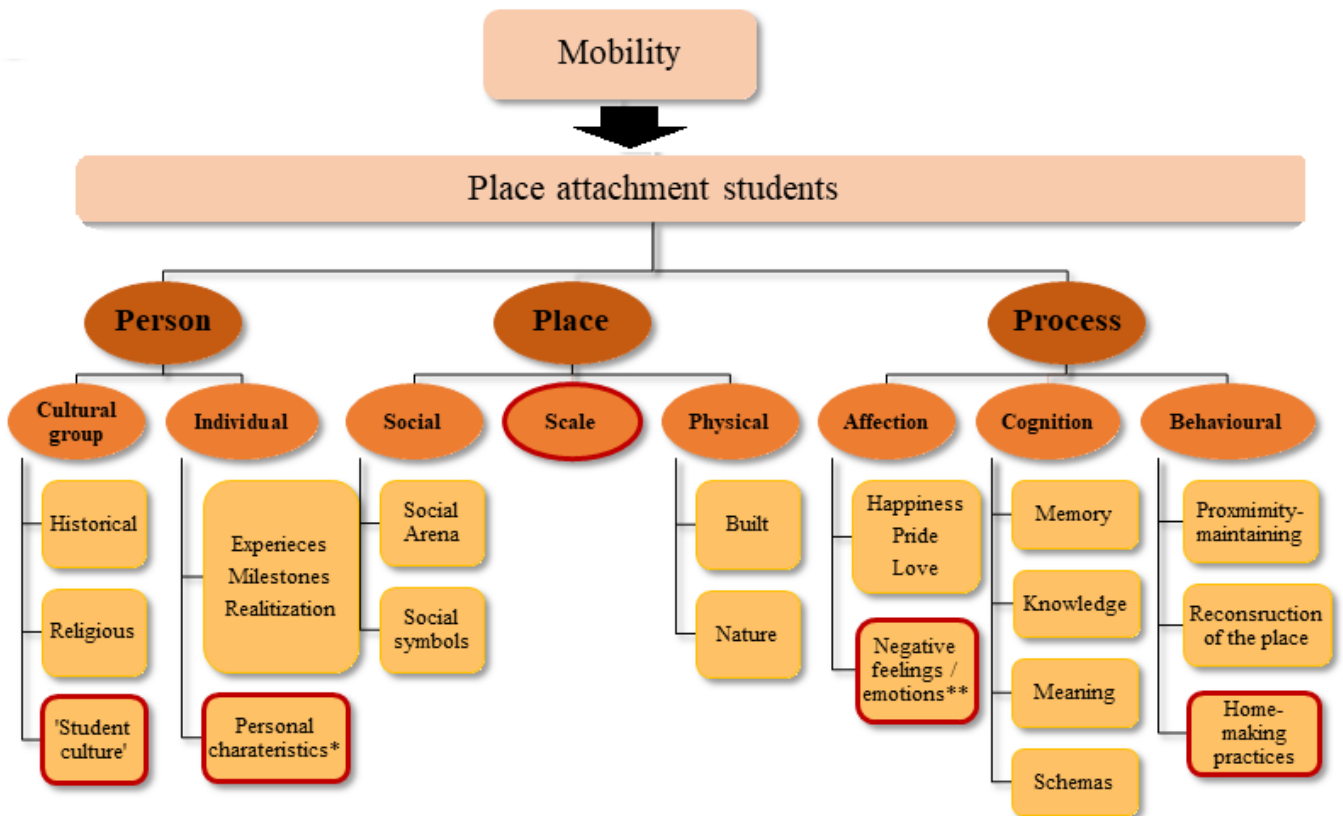 Mobility
Place attachment students
Person
Place
Process
Cultural
group
Individual
Social
Scale
Physical
Affection
Cognition
Behavioural
Historical
Religious
'Student
culture'
Experieces
Milestones
Realitization
Personal
charateristics*
Social
Arena
Social
symbols
Built
Nature
Happiness
Pride
Love
Negative
feelings /
emotions**
Memory
Knowledge
Meaning
Schemas
Proxmimity-
maintaining
Reconsruction
of the place
Home-
making
practices